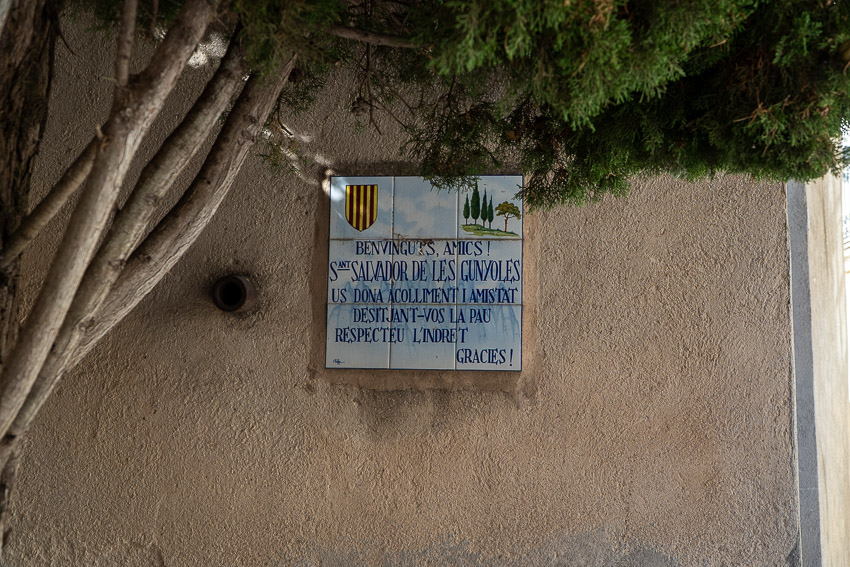 BENVINGUTS, AMICS!
SANT SALVADOR DE LES GUNYOLES
US DONA ACOLLIMENT I AMISTAT
DESITJANT-VOS LA PAU
RESPECTEU L'INDRET
GRACIES!